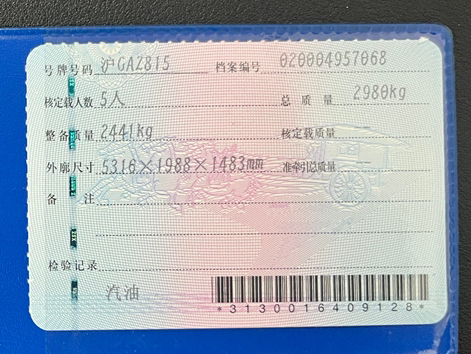 号牌号码 沪GAZ815 档案编号 020004957068
核定载人数 5人 总质量 2980kg
整备质量 2441kg 核定载质量
外廓尺寸 5316×1988×1483mm 准牵引总质量
备注
检验记录
汽油
*3130016409128*